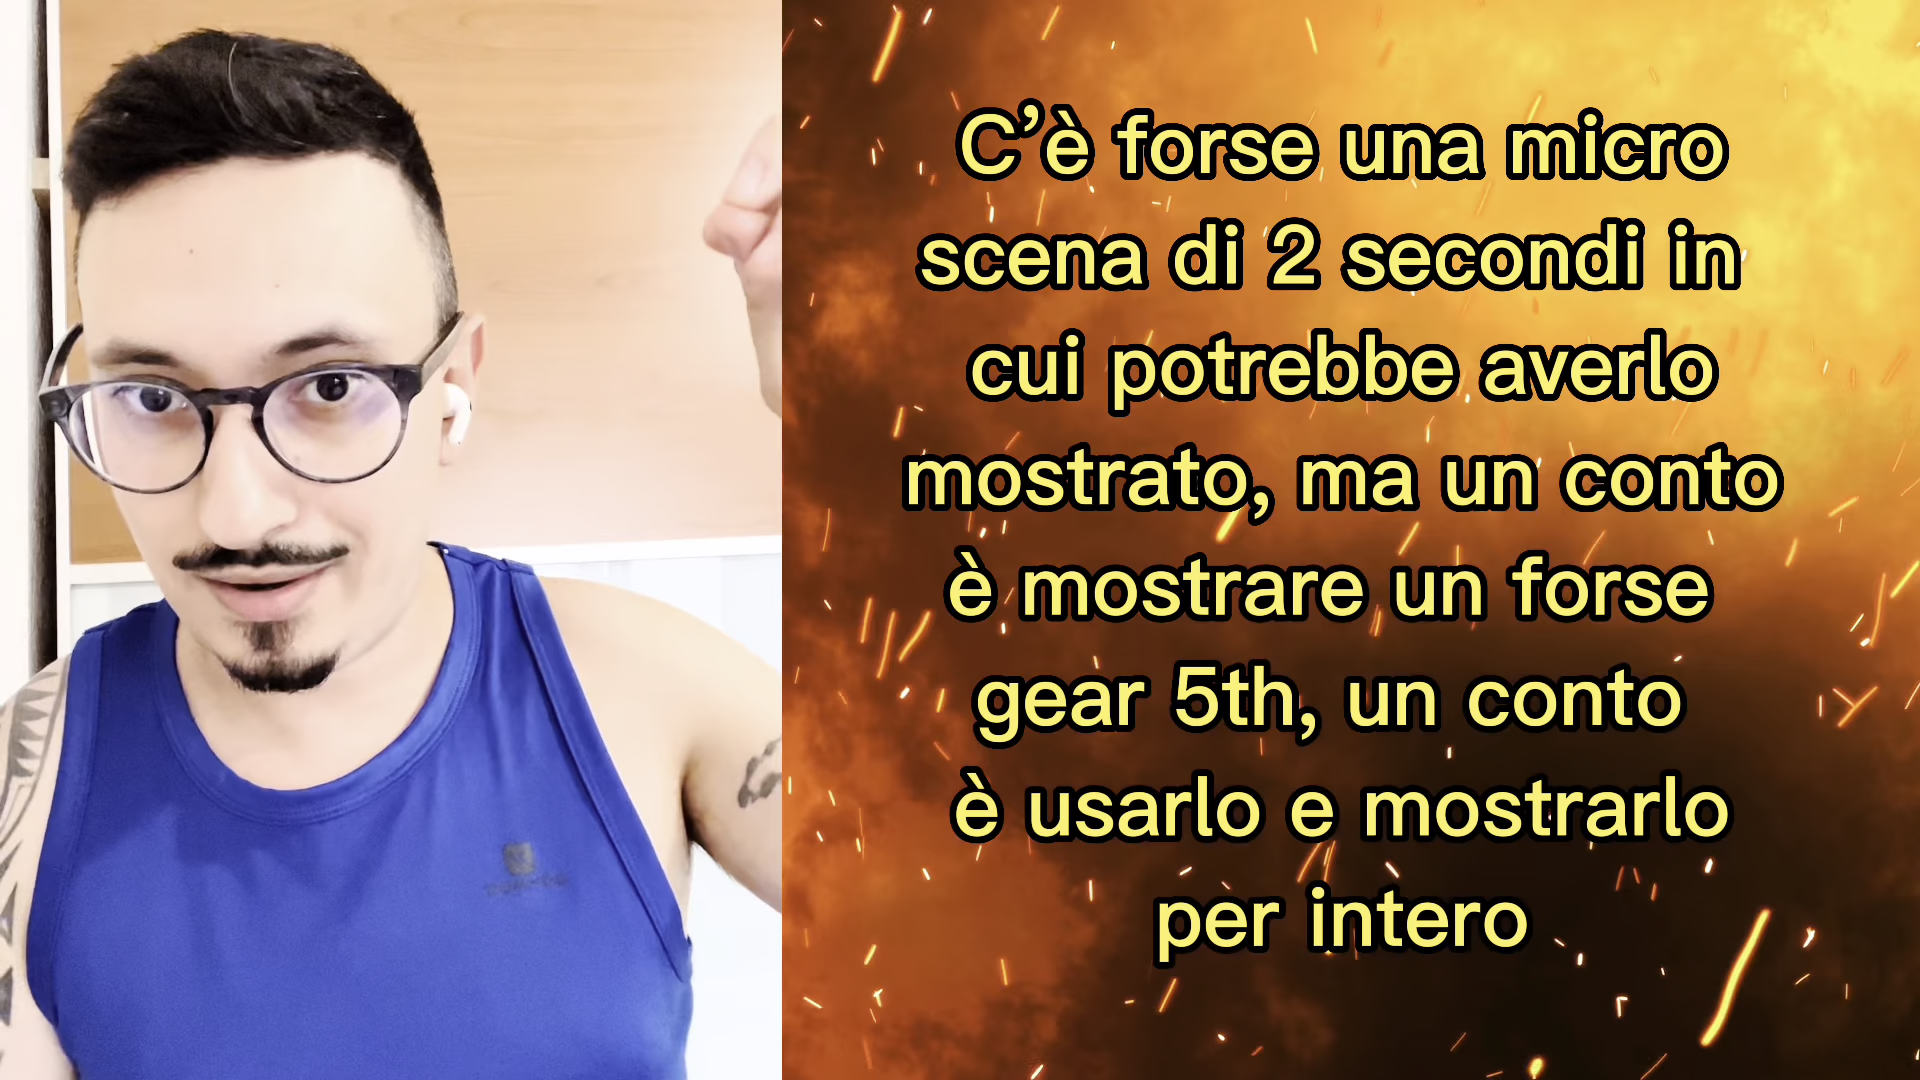 C’è forse una micro
scena di 2 secondi in
cui potrebbe averlo
mostrato, ma un conto
è mostrare un forse
gear 5th, un conto
è usarlo e mostrarlo
per intero